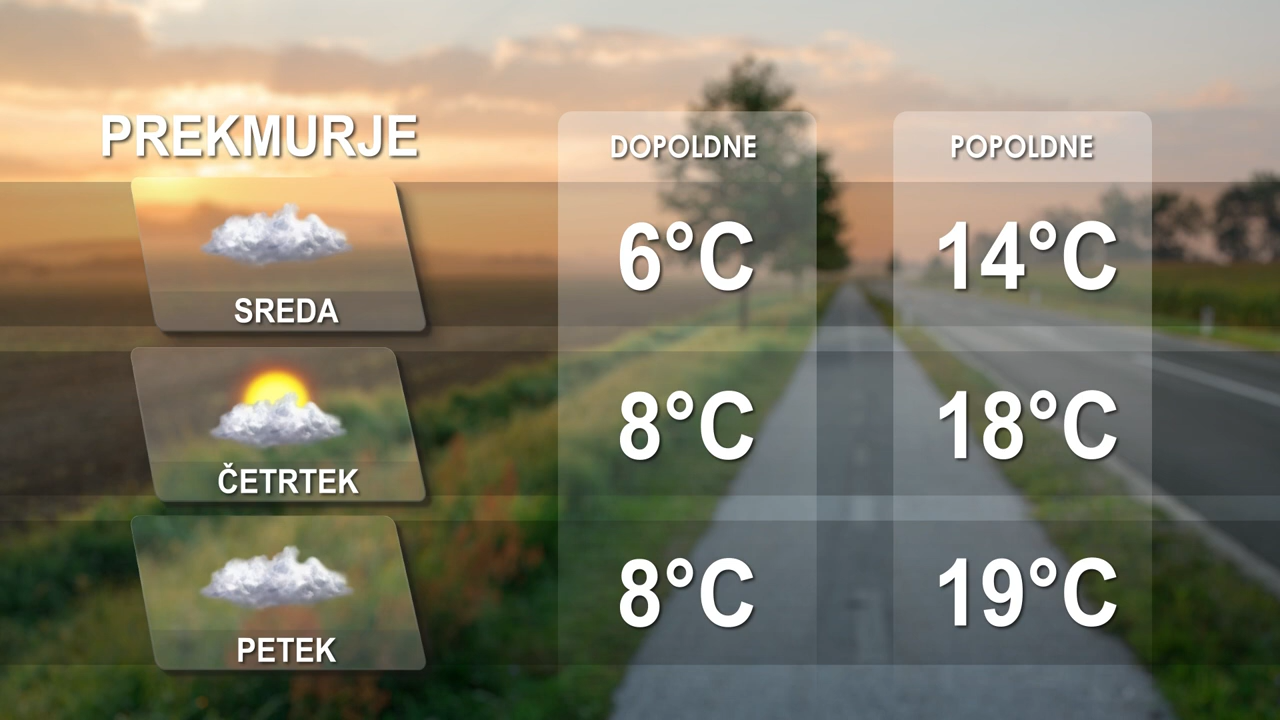 PREKMURJE
DOPOLDNE POPOLDNE
6°C 14°C
SREDA
8°C 18°C
ČETRTEK
8°C 19°C
PETEK